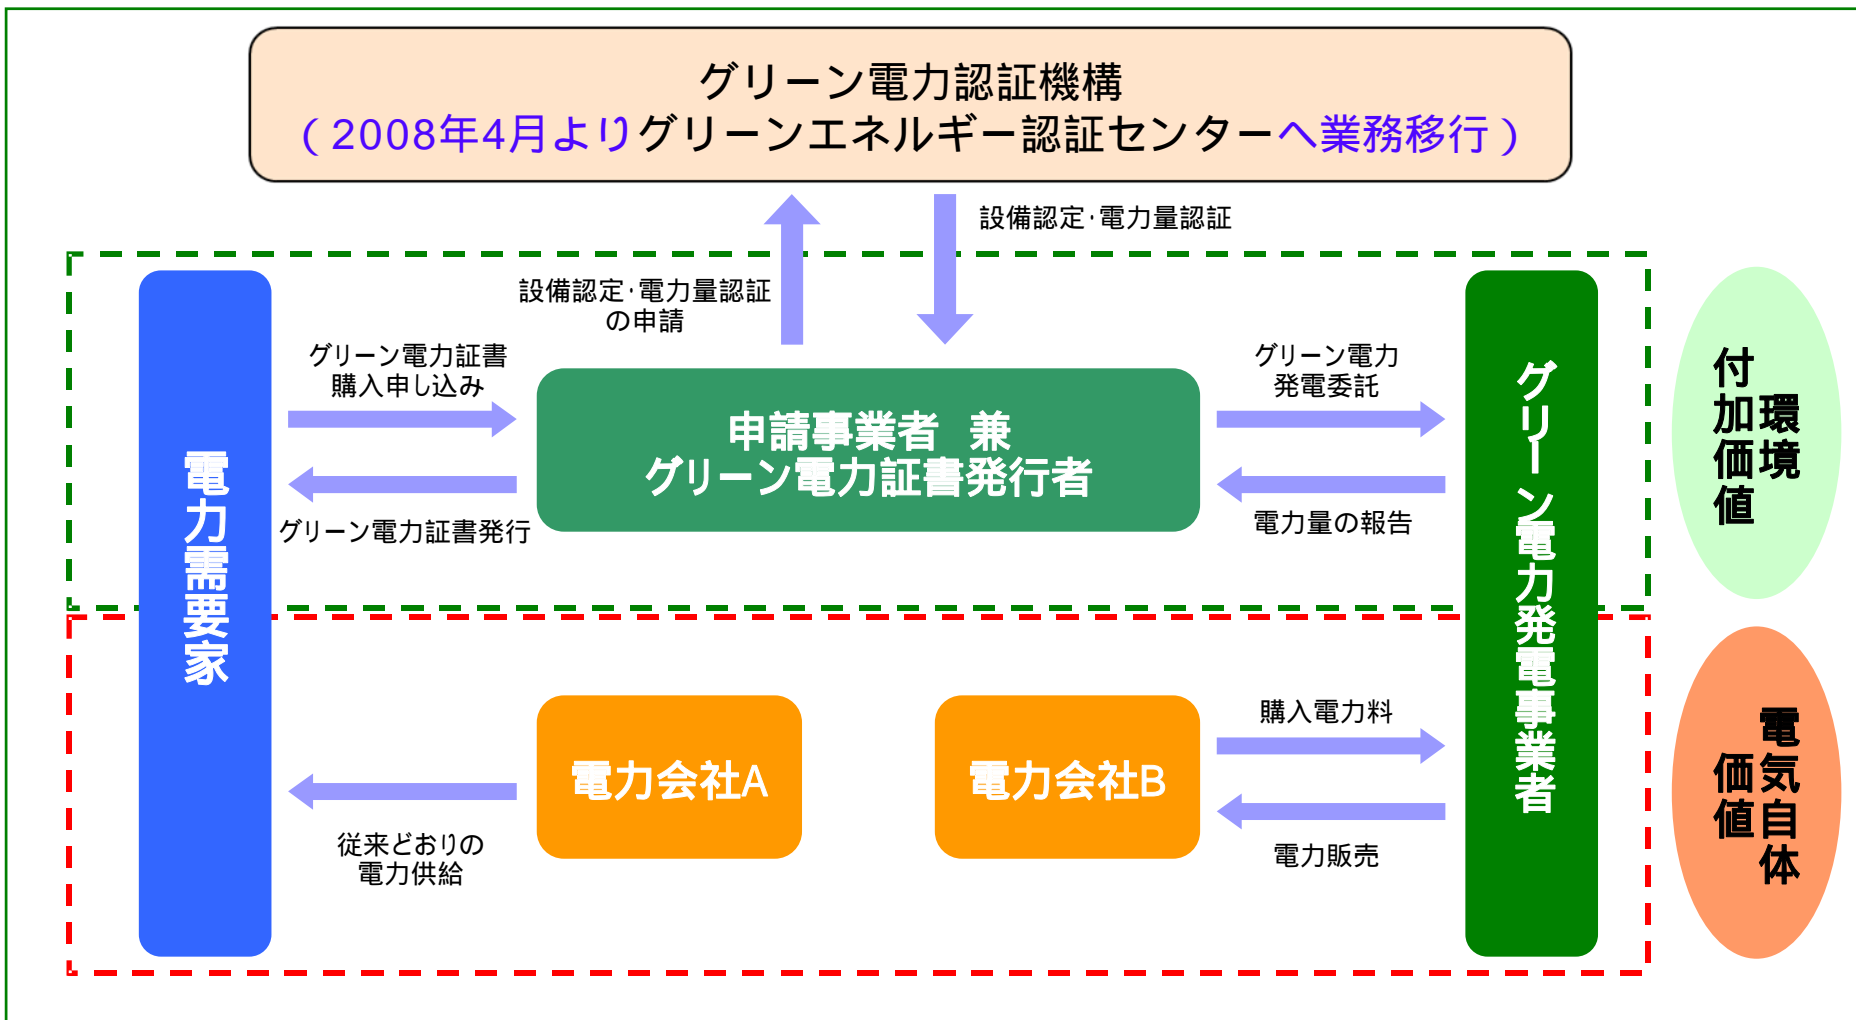 グリーン電力認証機構
（2008年4月よりグリーンエネルギー認証センターへ業務移行）
設備認定・電力量認証
設備認定・電力量認証
の申請
グリーン電力証書
購入申し込み
グリーン電力証書発行
電力需要家
申請事業者　兼
グリーン電力証書発行者
グリーン電力
発電委託
電力量の報告
グリーン電力発電事業者
環境
付加価値
電力会社A
従来どおりの
電力供給
電力会社B
購入電力料
電力販売
電気自体
価値